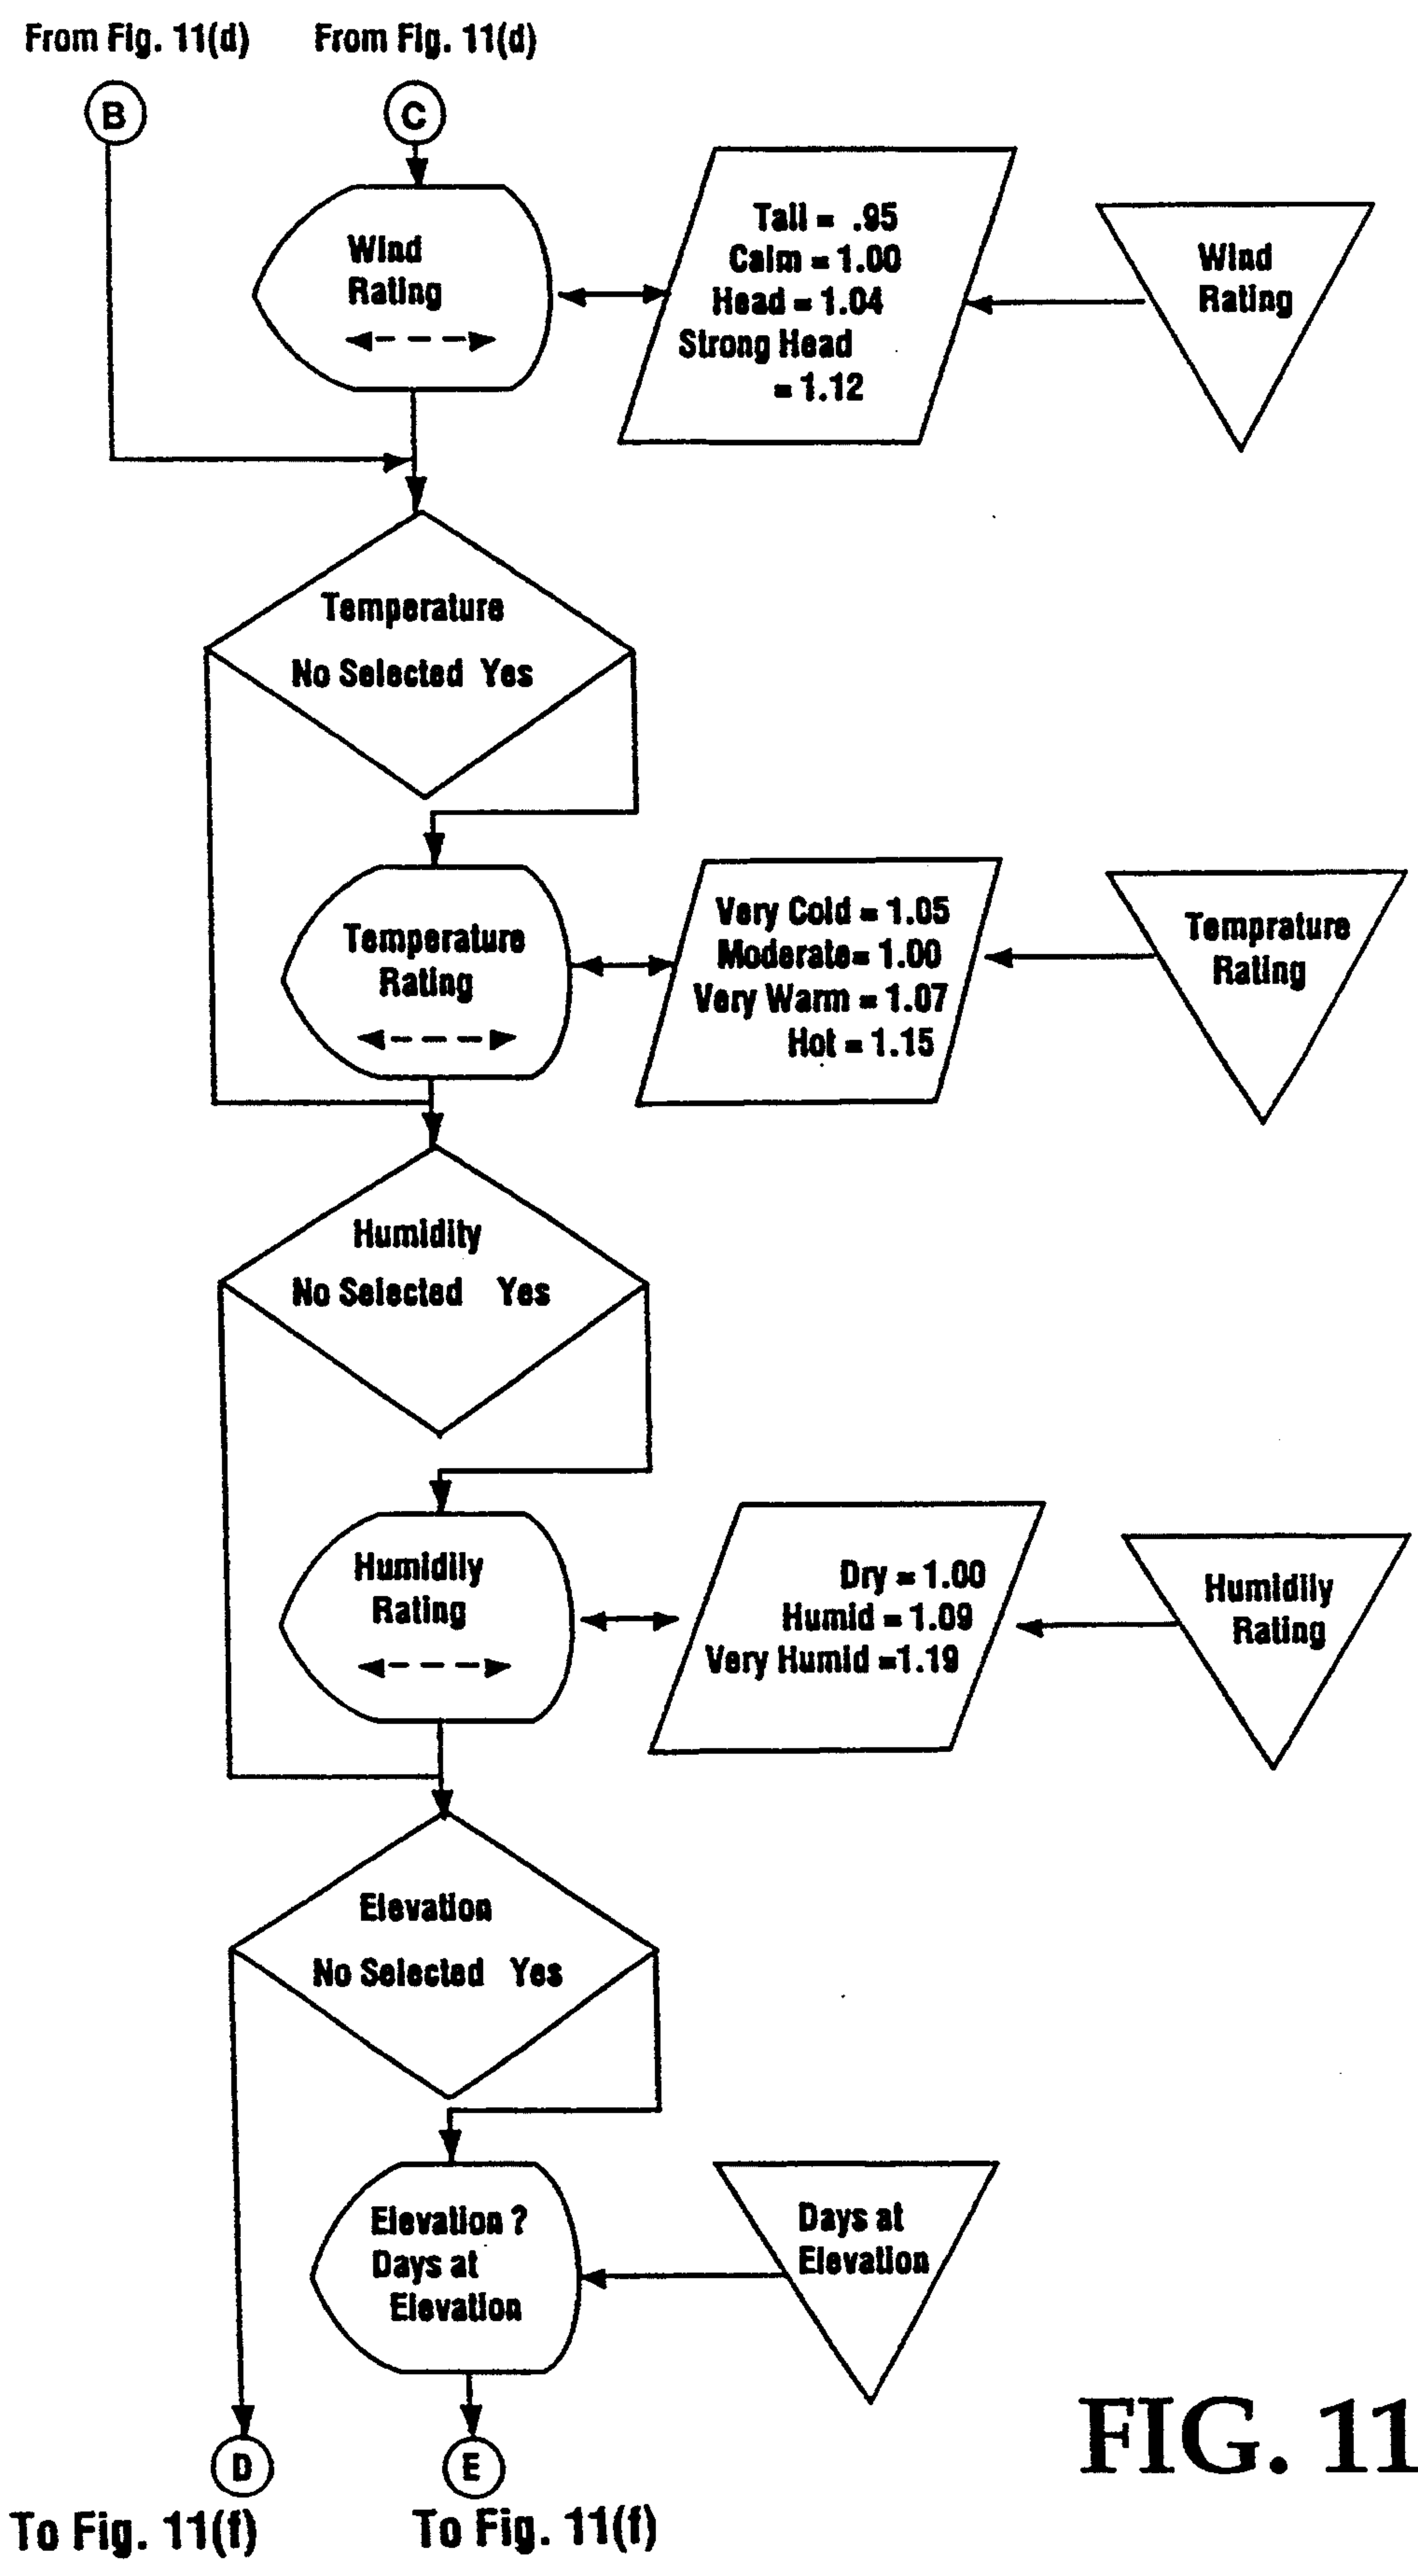 From Fig. 11(d)
From Fig. 11(d)
B
C
Wind
Rating
Tail = .95
Calm = 1.00
Head = 1.04
Strong Head
= 1.12
Wind
Rating
Temperature
No Selected Yes
Temperature
Rating
Very Cold = 1.05
Moderate= 1.00
Very Warm = 1.07
Hot = 1.15
Temprature
Rating
Humidity
No Selected Yes
Humidity
Rating
Dry = 1.00
Humid = 1.09
Very Humid =1.19
Humidity
Rating
Elevation
No Selected Yes
Elevation ?
Days at
Elevation
Days at
Elevation
D
E
To Fig. 11(f)
To Fig. 11(f)
FIG. 11